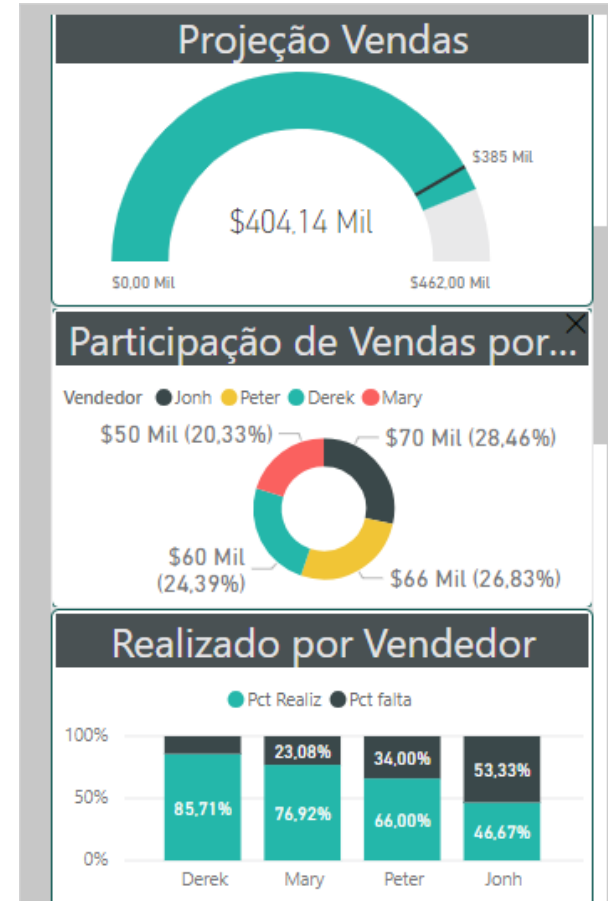 Projeção Vendas
$385 Mil
$404,14 Mil
$0,00 Mil
$462,00 Mil
Participação de Vendas por...
Vendedor Jonh Peter Derek Mary
$50 Mil (20,33%)
$70 Mil (28,46%)
$60 Mil
(24,39%)
$66 Mil (26,83%)
Realizado por Vendedor
Pct Realiz Pct falta
100%
23,08%
34,00%
53,33%
50%
85,71%
76,92%
66,00%
46,67%
0%
Derek Mary Peter Jonh